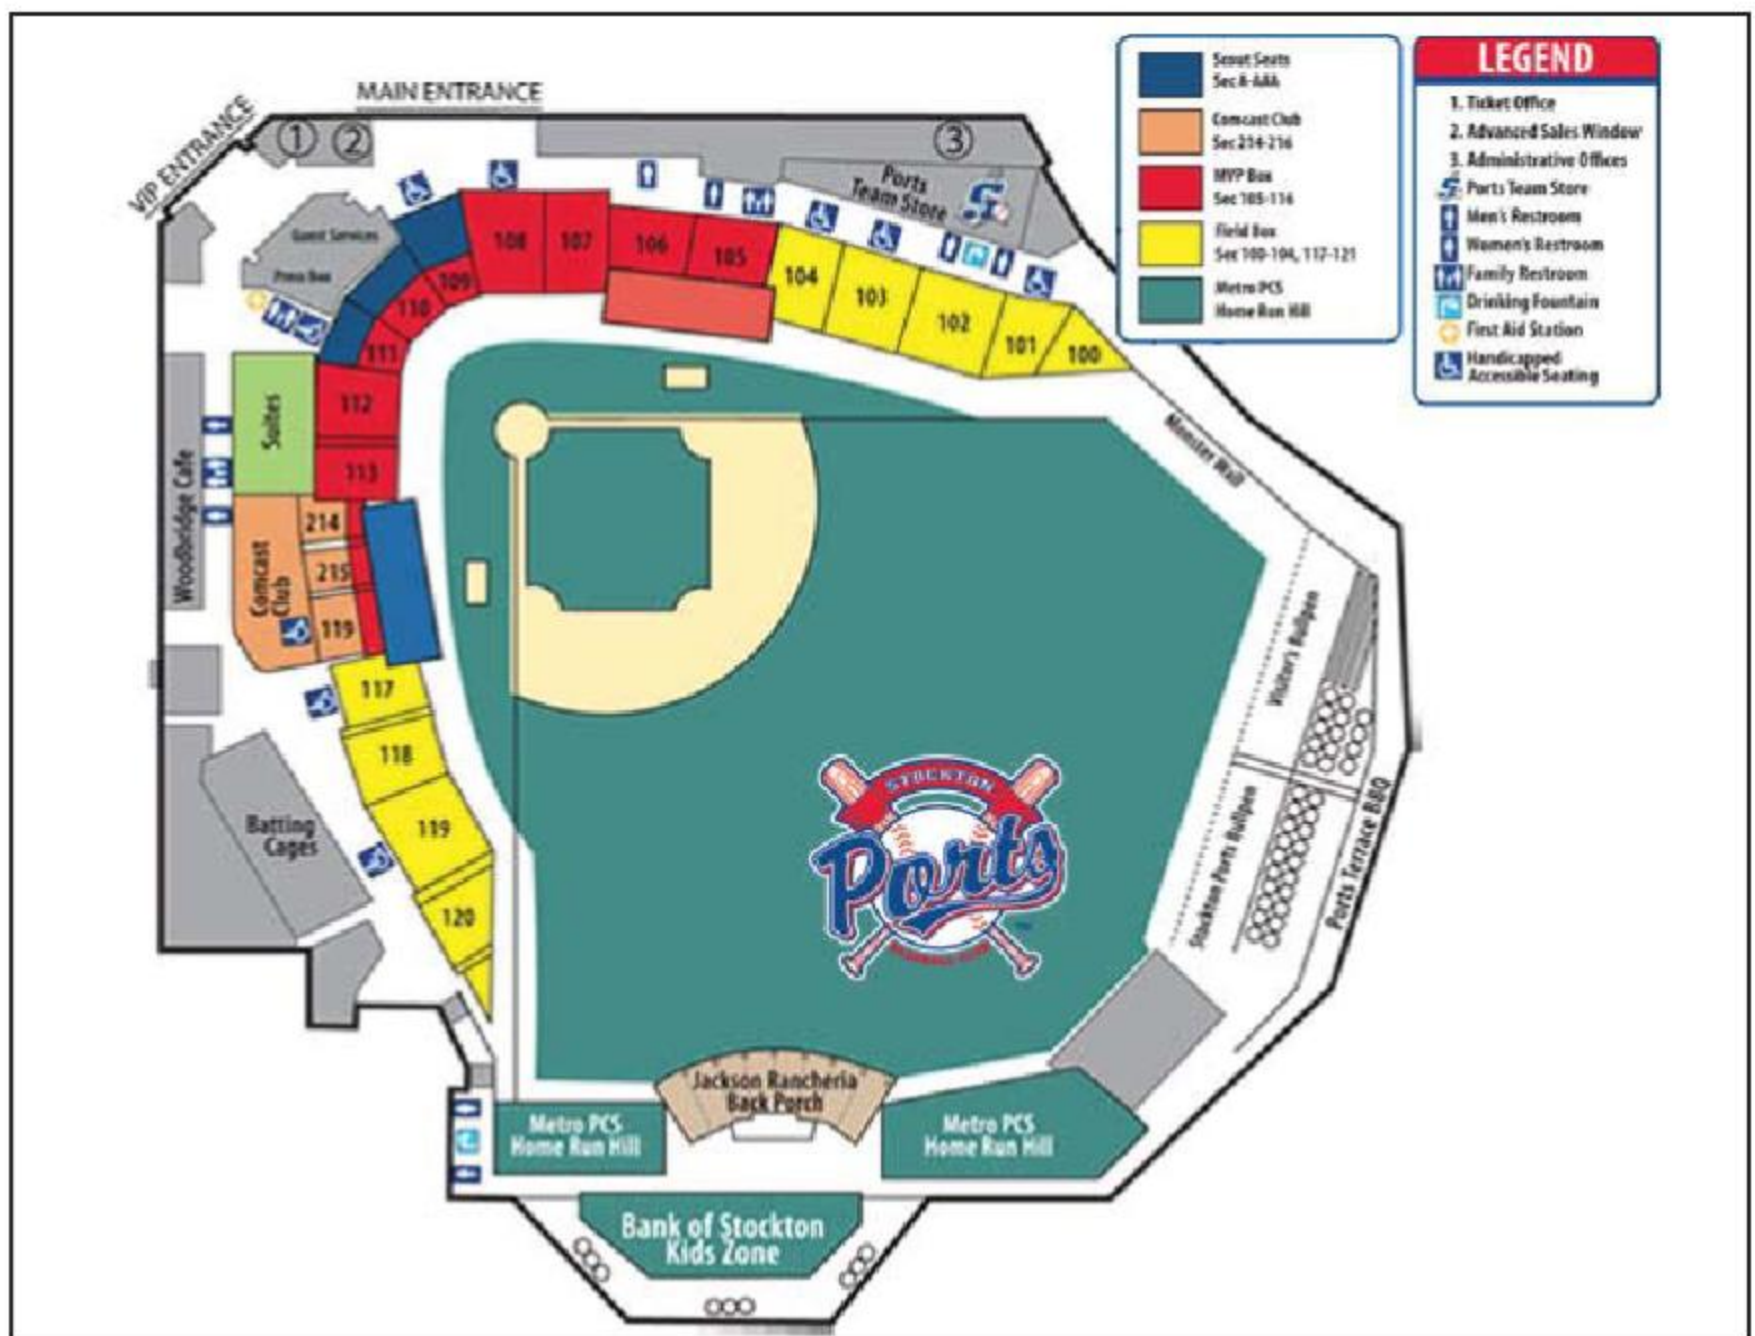 MAIN ENTRANCE
VIP ENTRANCE
1
2
3
Ports
Team Store
Guest Services
Press Box
108
107
106
105
104
103
102
101
100
109
110
111
112
113
Suites
Woodbridge Cafe
Comcast
Club
214
215
119
117
118
119
120
Batting
Cages
Monster Wall
Visitor's Bullpen
Stockton Ports Bullpen
Ports Terrace BBQ
STOCKTON
Ports
BASEBALL CLUB
Jackson Rancheria
Back Porch
Metro PCS
Home Run Hill
Metro PCS
Home Run Hill
Bank of Stockton
Kids Zone
Scout Seats
Sec A-AAA
Comcast Club
Sec 214-216
MVP Box
Sec 105-116
Field Box
Sec 100-104, 117-121
Metro PCS
Home Run Hill
LEGEND
1. Ticket Office
2. Advanced Sales Window
3. Administrative Offices
Ports Team Store
Men's Restroom
Women's Restroom
Family Restroom
Drinking Fountain
First Aid Station
Handicapped
Accessible Seating